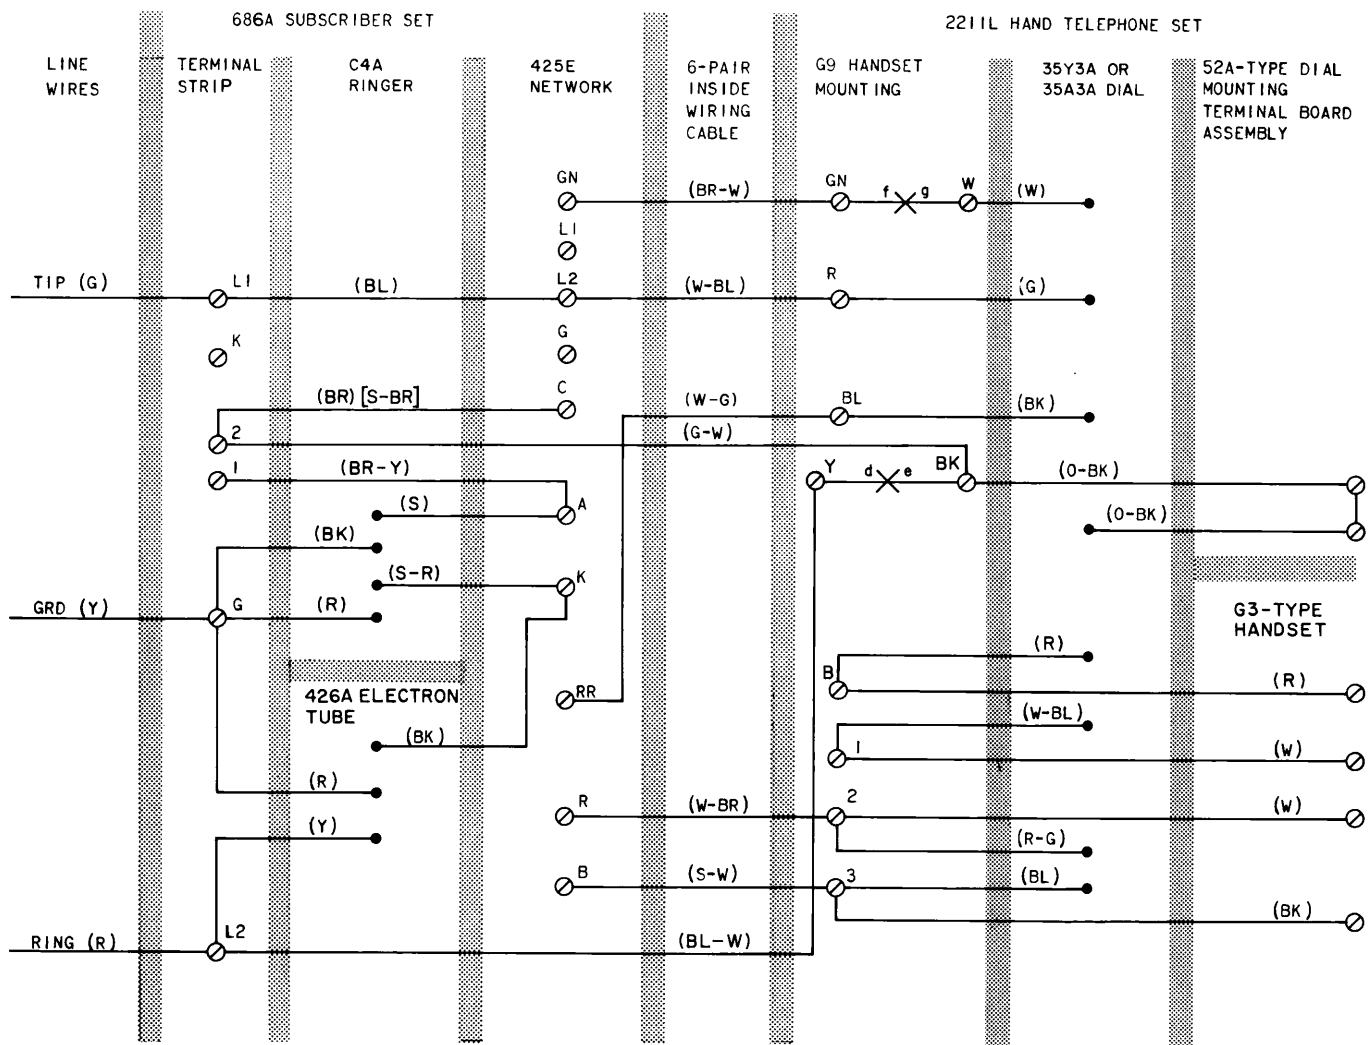 686A SUBSCRIBER SET
2211L HAND TELEPHONE SET
LINE
WIRES
TERMINAL
STRIP
C4A
RINGER
425E
NETWORK
6-PAIR
INSIDE
WIRING
CABLE
G9 HANDSET
MOUNTING
35Y3A OR
35A3A DIAL
52A-TYPE DIAL
MOUNTING
TERMINAL BOARD
ASSEMBLY
GN
(BR-W)
GN
f
g
W
(W)
L1
TIP (G)
L1
(BL)
L2
(W-BL)
R
(G)
K
G
(BR) [S-BR]
C
(W-G)
BL
(BK)
2
(G-W)
1
(BR-Y)
Y
d
e
BK
(O-BK)
(S)
A
(O-BK)
(BK)
(S-R)
K
GRD (Y)
G
(R)
G3-TYPE
HANDSET
(R)
426A ELECTRON
TUBE
RR
B
(R)
(BK)
(W-BL)
1
(W)
(R)
R
(W-BR)
2
(W)
(Y)
(R-G)
B
(S-W)
3
(BL)
(BK)
RING (R)
L2
(BL-W)